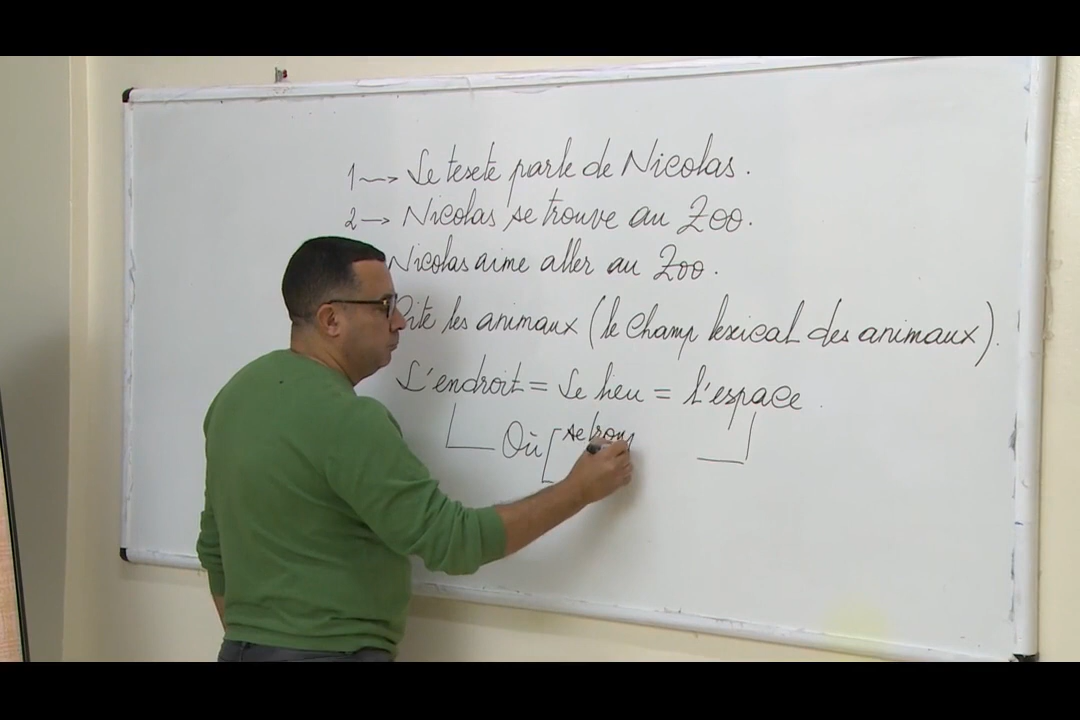 1 → Le texte parle de Nicolas.
2 → Nicolas se trouve au Zoo.
Nicolas aime aller au Zoo.
les animaux (le champ lexical des animaux).
L'endroit = Le lieu = L'espace.
Où [ se trouv